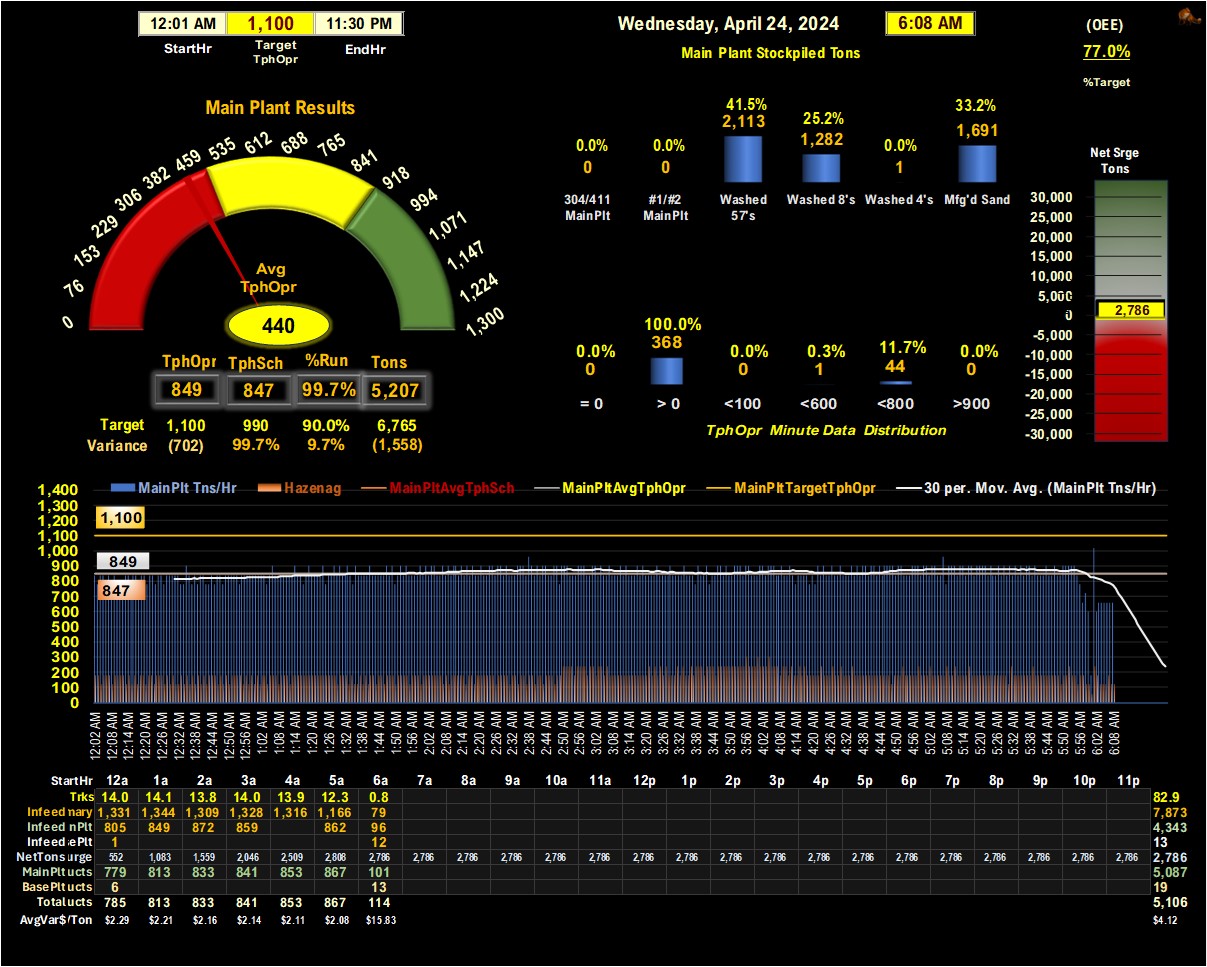 12:01 AM 1,100 11:30 PM
StartHr Target TphOpr EndHr
Wednesday, April 24, 2024 6:08 AM (OEE)
Main Plant Stockpiled Tons 77.0%
%Target
Main Plant Results
0 76 153 229 306 382 459 535 612 688 765 841 918 994 1,071 1,147 1,224 1,300
Avg
TphOpr
440
TphOpr TphSch %Run Tons
849 847 99.7% 5,207
Target 1,100 990 90.0% 6,765
Variance (702) 99.7% 9.7% (1,558)
0.0% 0.0% 41.5% 25.2% 0.0% 33.2%
0 0 2,113 1,282 1 1,691
304/411 MainPlt #1/#2 MainPlt Washed 57's Washed 8's Washed 4's Mfg'd Sand
0.0% 100.0% 0.0% 0.3% 11.7% 0.0%
0 368 0 1 44 0
= 0 > 0 <100 <600 <800 >900
TphOpr Minute Data Distribution
Net Srge
Tons
30,000
25,000
20,000
15,000
10,000
5,000
0
2,786
-5,000
-10,000
-15,000
-20,000
-25,000
-30,000
MainPlt Tns/Hr Hazenag MainPltAvgTphSch MainPltAvgTphOpr MainPltTargetTphOpr 30 per. Mov. Avg. (MainPlt Tns/Hr)
1,400
1,300
1,200
1,100
1,000
900
800
700
600
500
400
300
200
100
0
1,100
849
847
12:02 AM 12:08 AM 12:14 AM 12:20 AM 12:26 AM 12:32 AM 12:38 AM 12:44 AM 12:50 AM 12:56 AM 1:02 AM 1:08 AM 1:14 AM 1:20 AM 1:26 AM 1:32 AM 1:38 AM 1:44 AM 1:50 AM 1:56 AM 2:02 AM 2:08 AM 2:14 AM 2:20 AM 2:26 AM 2:32 AM 2:38 AM 2:44 AM 2:50 AM 2:56 AM 3:02 AM 3:08 AM 3:14 AM 3:20 AM 3:26 AM 3:32 AM 3:38 AM 3:44 AM 3:50 AM 3:56 AM 4:02 AM 4:08 AM 4:14 AM 4:20 AM 4:26 AM 4:32 AM 4:38 AM 4:44 AM 4:50 AM 4:56 AM 5:02 AM 5:08 AM 5:14 AM 5:20 AM 5:26 AM 5:32 AM 5:38 AM 5:44 AM 5:50 AM 5:56 AM 6:02 AM 6:08 AM
StartHr 12a 1a 2a 3a 4a 5a 6a 7a 8a 9a 10a 11a 12p 1p 2p 3p 4p 5p 6p 7p 8p 9p 10p 11p
Trks 14.0 14.1 13.8 14.0 13.9 12.3 0.8 82.9
Infeed mary 1,331 1,344 1,309 1,328 1,316 1,166 79 7,873
Infeed nPlt 805 849 872 859 862 96 4,343
Infeed ePlt 1 12 13
NetTons urge 552 1,083 1,559 2,046 2,509 2,808 2,786 2,786 2,786 2,786 2,786 2,786 2,786 2,786 2,786 2,786 2,786 2,786 2,786 2,786 2,786 2,786 2,786 2,786 2,786
MainPlt ucts 779 813 833 841 853 867 101 5,087
BasePlt ucts 6 13 19
Total ucts 785 813 833 841 853 867 114 5,106
AvgVar$/Ton $2.29 $2.21 $2.16 $2.14 $2.11 $2.08 $15.83 $4.12